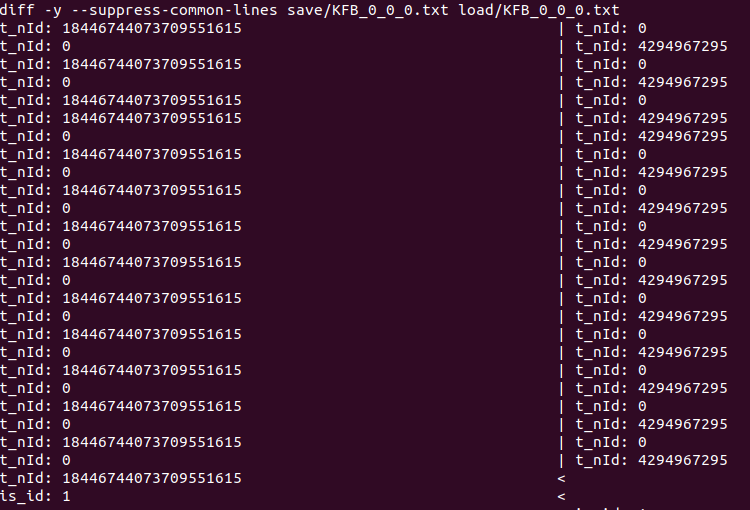 diff -y --suppress-common-lines save/KFB_0_0_0.txt load/KFB_0_0_0.txt
t_nId: 18446744073709551615 | t_nId: 0
t_nId: 0 | t_nId: 4294967295
t_nId: 18446744073709551615 | t_nId: 0
t_nId: 0 | t_nId: 4294967295
t_nId: 18446744073709551615 | t_nId: 0
t_nId: 18446744073709551615 | t_nId: 4294967295
t_nId: 0 | t_nId: 4294967295
t_nId: 18446744073709551615 | t_nId: 0
t_nId: 0 | t_nId: 4294967295
t_nId: 18446744073709551615 | t_nId: 0
t_nId: 0 | t_nId: 4294967295
t_nId: 18446744073709551615 | t_nId: 0
t_nId: 0 | t_nId: 4294967295
t_nId: 18446744073709551615 | t_nId: 0
t_nId: 0 | t_nId: 4294967295
t_nId: 18446744073709551615 | t_nId: 0
t_nId: 0 | t_nId: 4294967295
t_nId: 18446744073709551615 | t_nId: 0
t_nId: 0 | t_nId: 4294967295
t_nId: 18446744073709551615 | t_nId: 0
t_nId: 0 | t_nId: 4294967295
t_nId: 18446744073709551615 | t_nId: 0
t_nId: 0 | t_nId: 4294967295
t_nId: 18446744073709551615 | t_nId: 0
t_nId: 0 | t_nId: 4294967295
t_nId: 18446744073709551615 <
is_id: 1 <